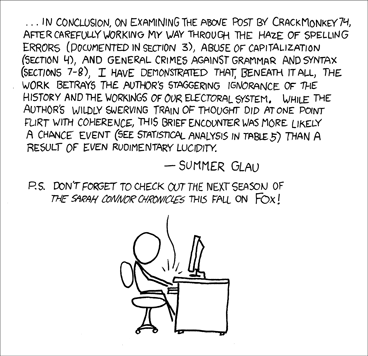 ... IN CONCLUSION, ON EXAMINING THE ABOVE POST BY CRACKMONKEY74,
AFTER CAREFULLY WORKING MY WAY THROUGH THE HAZE OF SPELLING
ERRORS (DOCUMENTED IN SECTION 3), ABUSE OF CAPITALIZATION
(SECTION 4), AND GENERAL CRIMES AGAINST GRAMMAR AND SYNTAX
(SECTIONS 7-8), I HAVE DEMONSTRATED THAT, BENEATH IT ALL, THE
WORK BETRAYS THE AUTHOR'S STAGGERING IGNORANCE OF THE
HISTORY AND THE WORKINGS OF OUR ELECTORAL SYSTEM. WHILE THE
AUTHOR'S WILDLY SWERVING TRAIN OF THOUGHT DID AT ONE POINT
FLIRT WITH COHERENCE, THIS BRIEF ENCOUNTER WAS MORE LIKELY
A CHANCE EVENT (SEE STATISTICAL ANALYSIS IN TABLE 5) THAN A
RESULT OF EVEN RUDIMENTARY LUCIDITY.
— SUMMER GLAU
P.S. DON'T FORGET TO CHECK OUT THE NEXT SEASON OF
THE SARAH CONNOR CHRONICLES THIS FALL ON FOX!